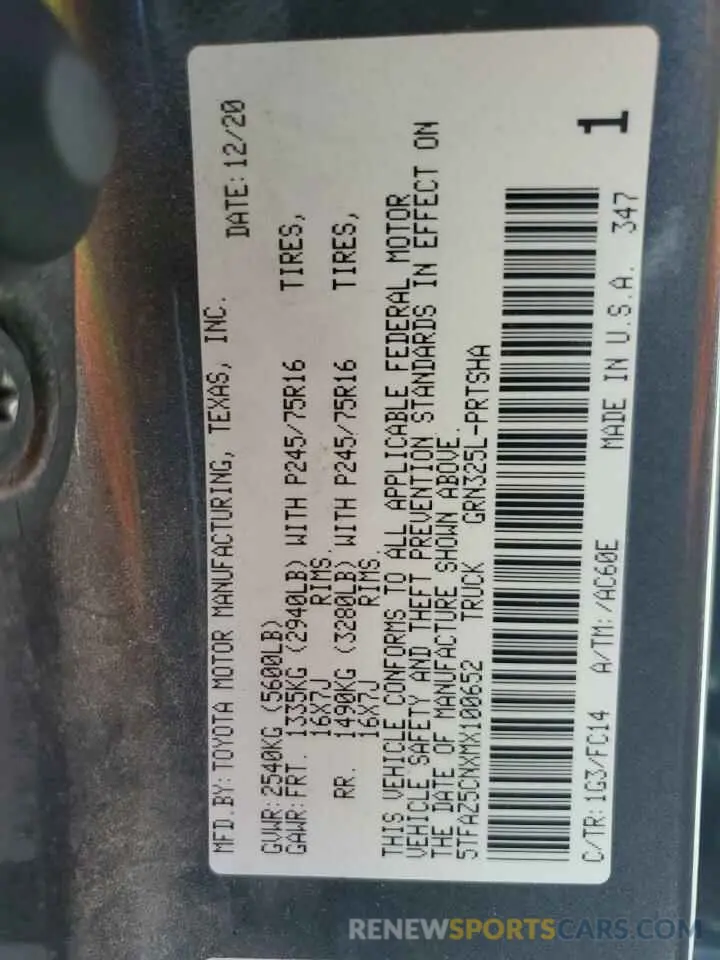 MFD.BY: TOYOTA MOTOR MANUFACTURING, TEXAS, INC.
DATE: 12/20
GVWR: 2540KG (5600LB)
GAWR: FRT. 1335KG (2940LB) WITH P245/75R16 TIRES,
16X7J RIMS.
RR. 1490KG (3280LB) WITH P245/75R16 TIRES,
16X7J RIMS.
THIS VEHICLE CONFORMS TO ALL APPLICABLE FEDERAL MOTOR
VEHICLE SAFETY AND THEFT PREVENTION STANDARDS IN EFFECT ON
THE DATE OF MANUFACTURE SHOWN ABOVE.
5TFAZ5CNXMX100652 TRUCK GRN325L-PRTSHA
1
C/TR: 1G3/FC14 A/TM: /AC60E MADE IN U.S.A. 347
RENEWSPORTSCARS.COM